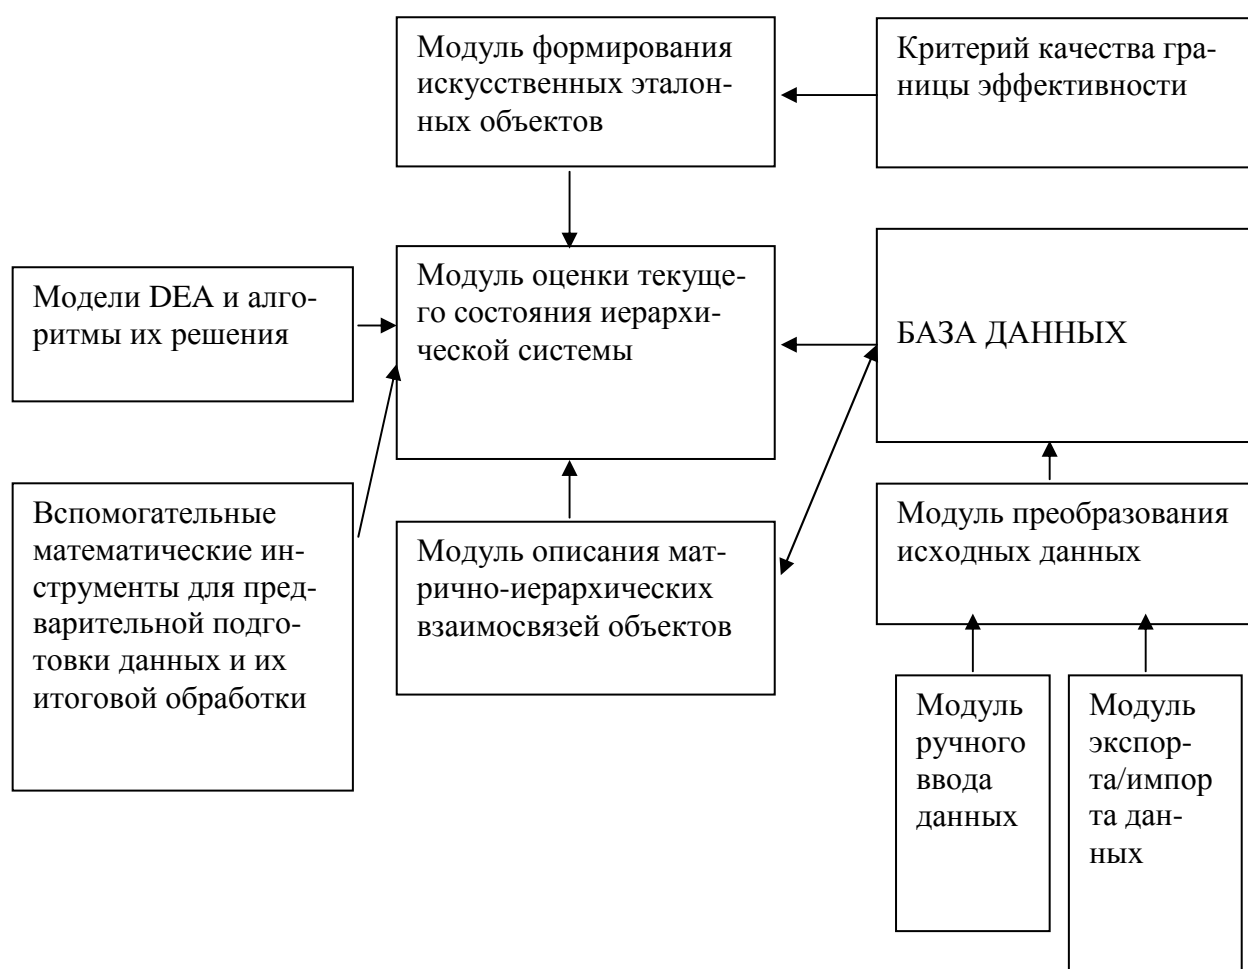 Модуль формирования
искусственных эталон-
ных объектов
Критерий качества гра-
ницы эффективности
Модели DEA и алго-
ритмы их решения
Модуль оценки текуще-
го состояния иерархи-
ческой системы
БАЗА ДАННЫХ
Вспомогательные
математические ин-
струменты для пред-
варительной подго-
товки данных и их
итоговой обработки
Модуль описания мат-
рично-иерархических
взаимосвязей объектов
Модуль преобразования
исходных данных
Модуль
ручного
ввода
данных
Модуль
экспор-
та/импор
та дан-
ных